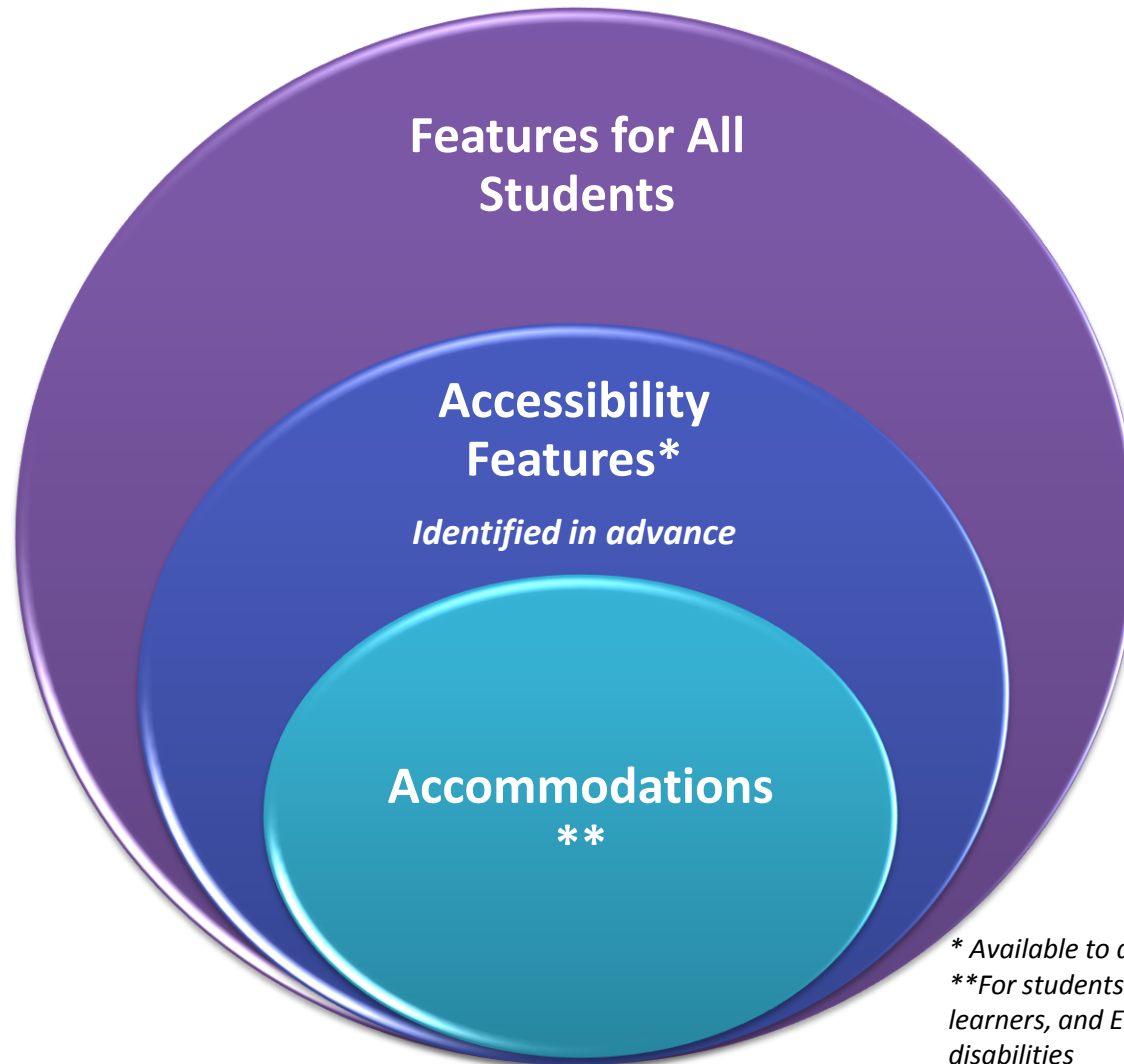 Features for All
Students
Accessibility
Features*
Identified in advance
Accommodations
**
* Available to
**For students
learners, and
disabilities